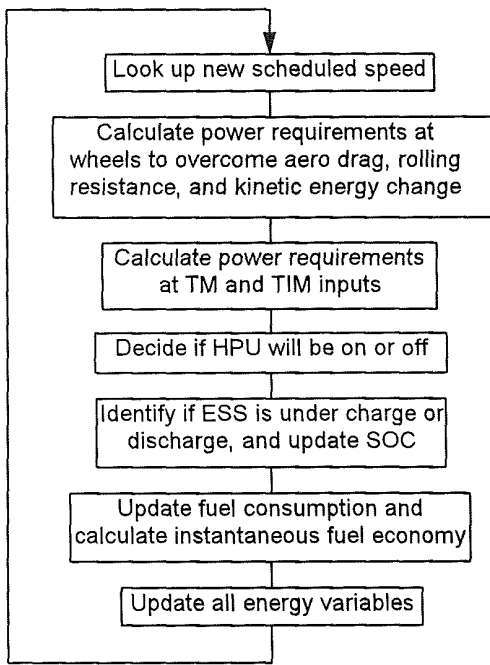 Look up new scheduled speed
Calculate power requirements at
wheels to overcome aero drag, rolling
resistance, and kinetic energy change
Calculate power requirements
at TM and TIM inputs
Decide if HPU will be on or off
Identify if ESS is under charge or
discharge, and update SOC
Update fuel consumption and
calculate instantaneous fuel economy
Update all energy variables